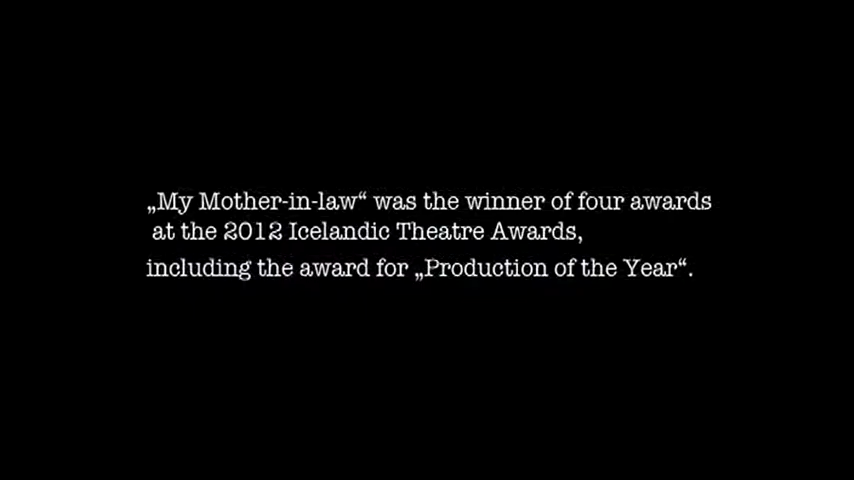 „My Mother-in-law“ was the winner of four awards
at the 2012 Icelandic Theatre Awards,
including the award for „Production of the Year“.